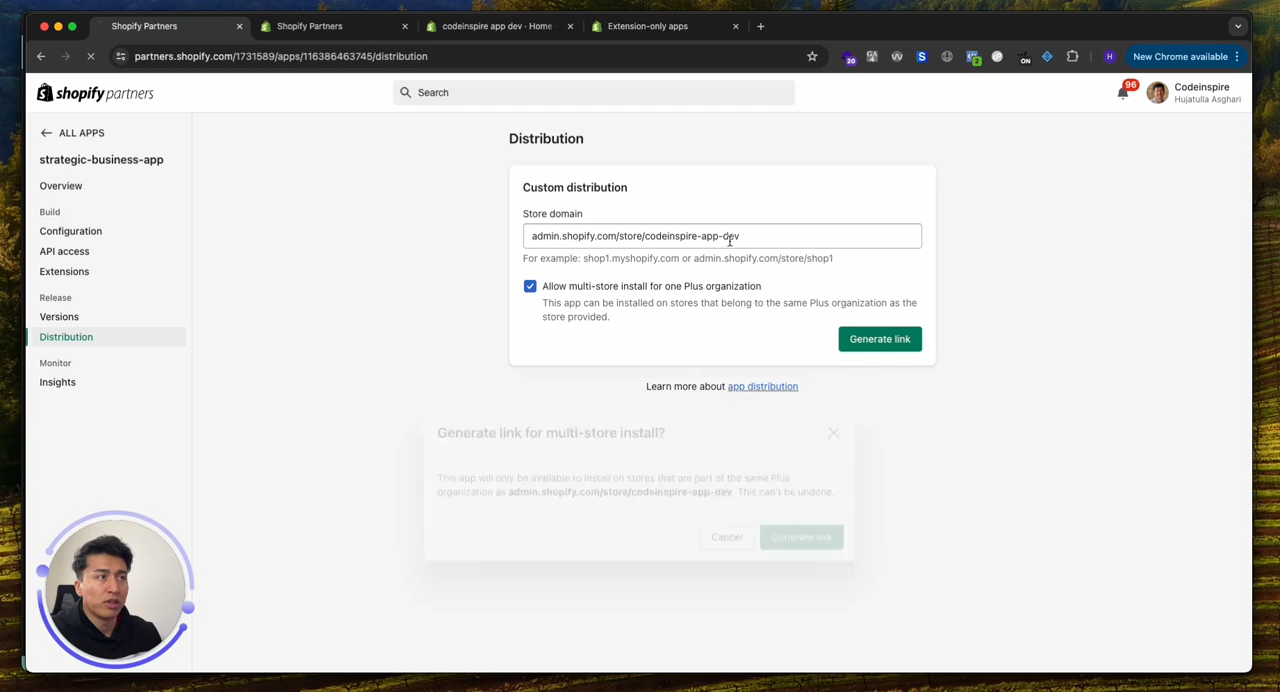 Shopify Partners
Shopify Partners
codeinspire app dev · Home
Extension-only apps
partners.shopify.com/1731589/apps/116386463745/distribution
20
2
ON
H
New Chrome available
shopify partners
Search
96
Codeinspire
Hujatulla Asghari
ALL APPS
strategic-business-app
Overview
Build
Configuration
API access
Extensions
Release
Versions
Distribution
Monitor
Insights
Distribution
Custom distribution
Store domain
admin.shopify.com/store/codeinspire-app-dev
For example: shop1.myshopify.com or admin.shopify.com/store/shop1
Allow multi-store install for one Plus organization
This app can be installed on stores that belong to the same Plus organization as the
store provided.
Generate link
Learn more about app distribution
Generate link for multi-store install?
This app will only be available to install on stores that are part of the same Plus
organization as admin.shopify.com/store/codeinspire-app-dev. This can't be undone.
Cancel
Generate link